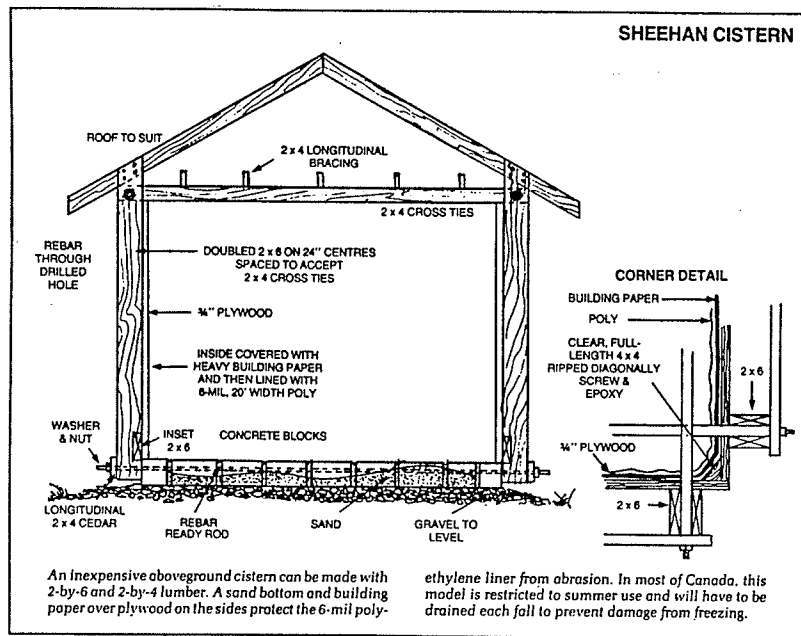 SHEEHAN CISTERN
ROOF TO SUIT
2 x 4 LONGITUDINAL
BRACING
2 x 4 CROSS TIES
REBAR
THROUGH
DRILLED
HOLE
DOUBLED 2 x 6 ON 24" CENTRES
SPACED TO ACCEPT
2 x 4 CROSS TIES
¾" PLYWOOD
INSIDE COVERED WITH
HEAVY BUILDING PAPER
AND THEN LINED WITH
6-MIL, 20' WIDTH POLY
WASHER
& NUT
INSET
2 x 6
CONCRETE BLOCKS
LONGITUDINAL
2 x 4 CEDAR
REBAR
READY ROD
SAND
GRAVEL TO
LEVEL
CORNER DETAIL
BUILDING PAPER
POLY
CLEAR, FULL-
LENGTH 4 x 4
RIPPED DIAGONALLY
SCREW &
EPOXY
2 x 6
¾" PLYWOOD
2 x 6
An inexpensive aboveground cistern can be made with
2-by-6 and 2-by-4 lumber. A sand bottom and building
paper over plywood on the sides protect the 6-mil poly-
ethylene liner from abrasion. In most of Canada, this
model is restricted to summer use and will have to be
drained each fall to prevent damage from freezing.